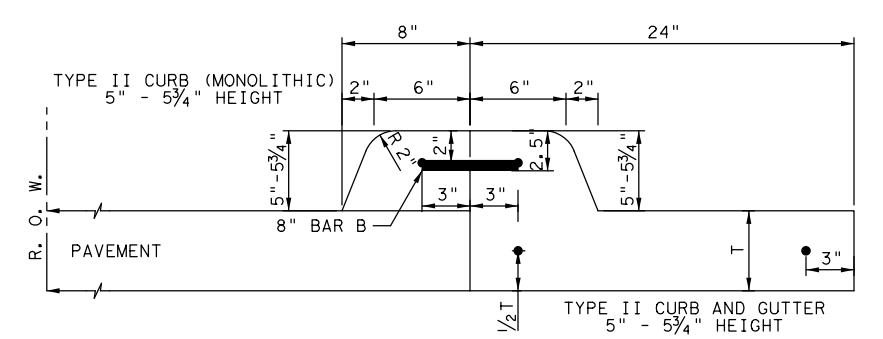 8" 24"
TYPE II CURB (MONOLITHIC)
5" - 5¾" HEIGHT
2" 6" 6" 2"
5"-5¾"
R 2"
2"
2.5"
5"-5¾"
3" 3"
8" BAR B
R. O. W.
PAVEMENT
T
3"
½ T
TYPE II CURB AND GUTTER
5" - 5¾" HEIGHT